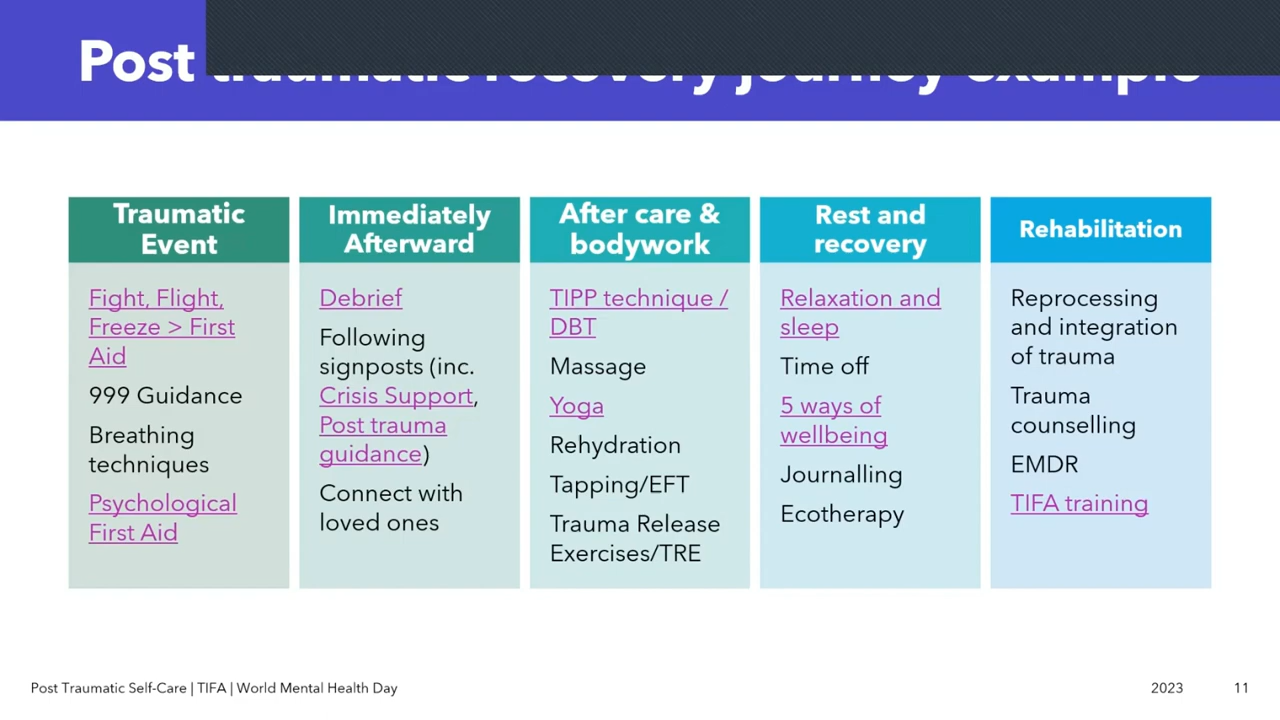 Post traumatic recovery journey example
Traumatic
Event
Fight, Flight,
Freeze > First
Aid
999 Guidance
Breathing
techniques
Psychological
First Aid
Immediately
Afterward
Debrief
Following
signposts (inc.
Crisis Support,
Post trauma
guidance)
Connect with
loved ones
After care &
bodywork
TIPP technique /
DBT
Massage
Yoga
Rehydration
Tapping/EFT
Trauma Release
Exercises/TRE
Rest and
recovery
Relaxation and
sleep
Time off
5 ways of
wellbeing
Journalling
Ecotherapy
Rehabilitation
Reprocessing
and integration
of trauma
Trauma
counselling
EMDR
TIFA training
Post Traumatic Self-Care | TIFA | World Mental Health Day
2023
11